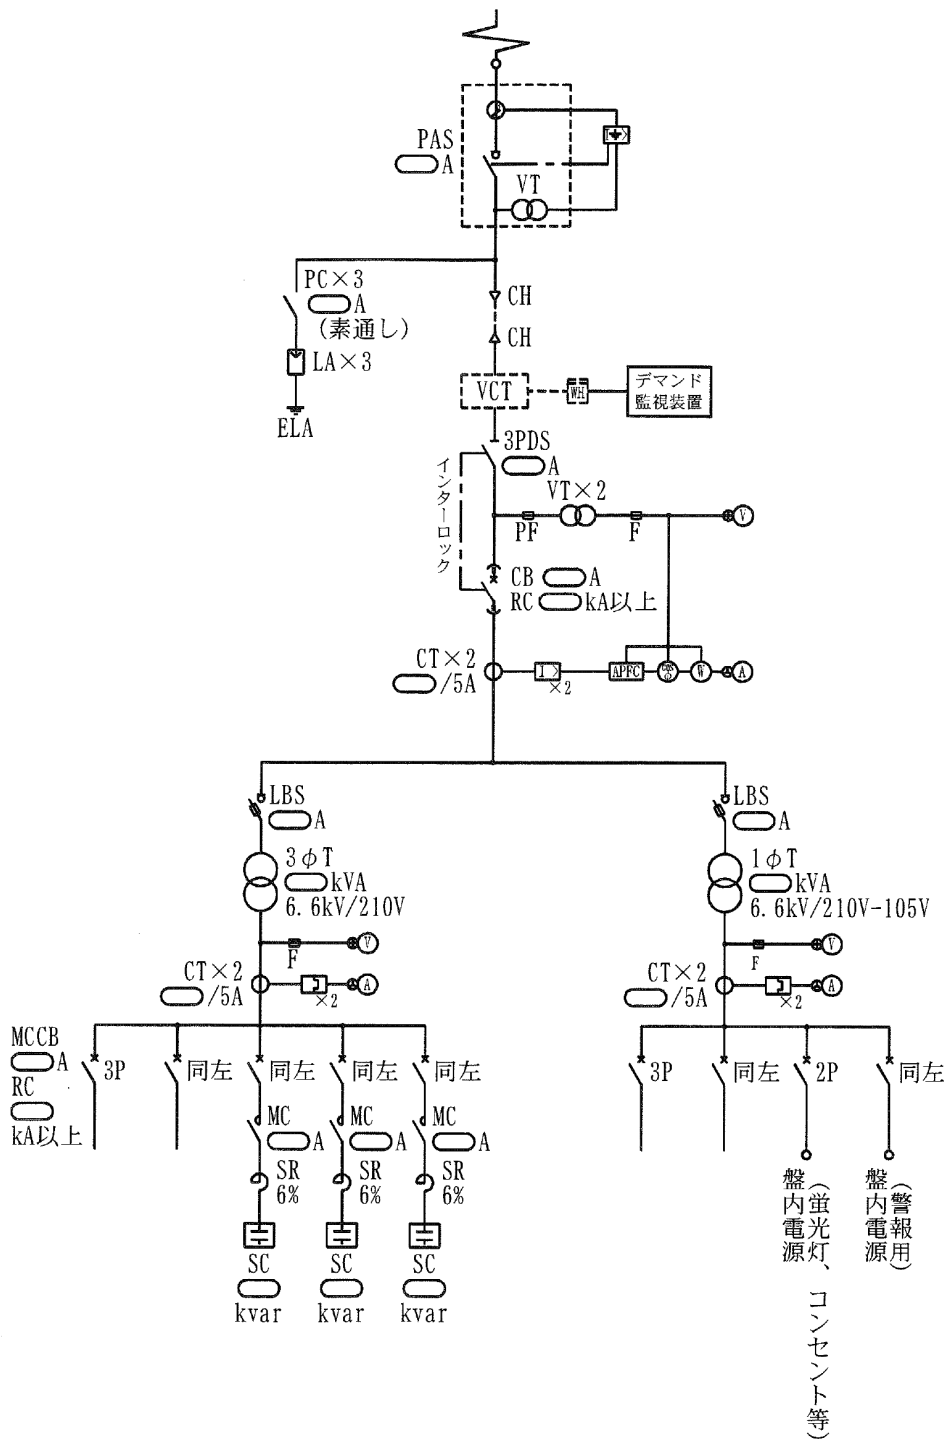 PAS
A
VT
PC×3
A
(素通し)
LA×3
ELA
CH
CH
VCT
WH
デマンド
監視装置
3PDS
A
インターロック
VT×2
PF
F
V
CB A
RC kA以上
CT×2
/5A
I>
×2
APFC
W
A
LBS
A
3φT
kVA
6.6kV/210V
F
V
CT×2
/5A
×2
A
LBS
A
1φT
kVA
6.6kV/210V-105V
F
V
CT×2
/5A
×2
A
MCCB
A
RC
kA以上
3P
同左
同左
同左
同左
MC
A
MC
A
MC
A
SR
6%
SR
6%
SR
6%
SC
kvar
SC
kvar
SC
kvar
3P
同左
2P
同左
盤内電源
(蛍光灯、コンセント等)
盤内電源
(警報用)